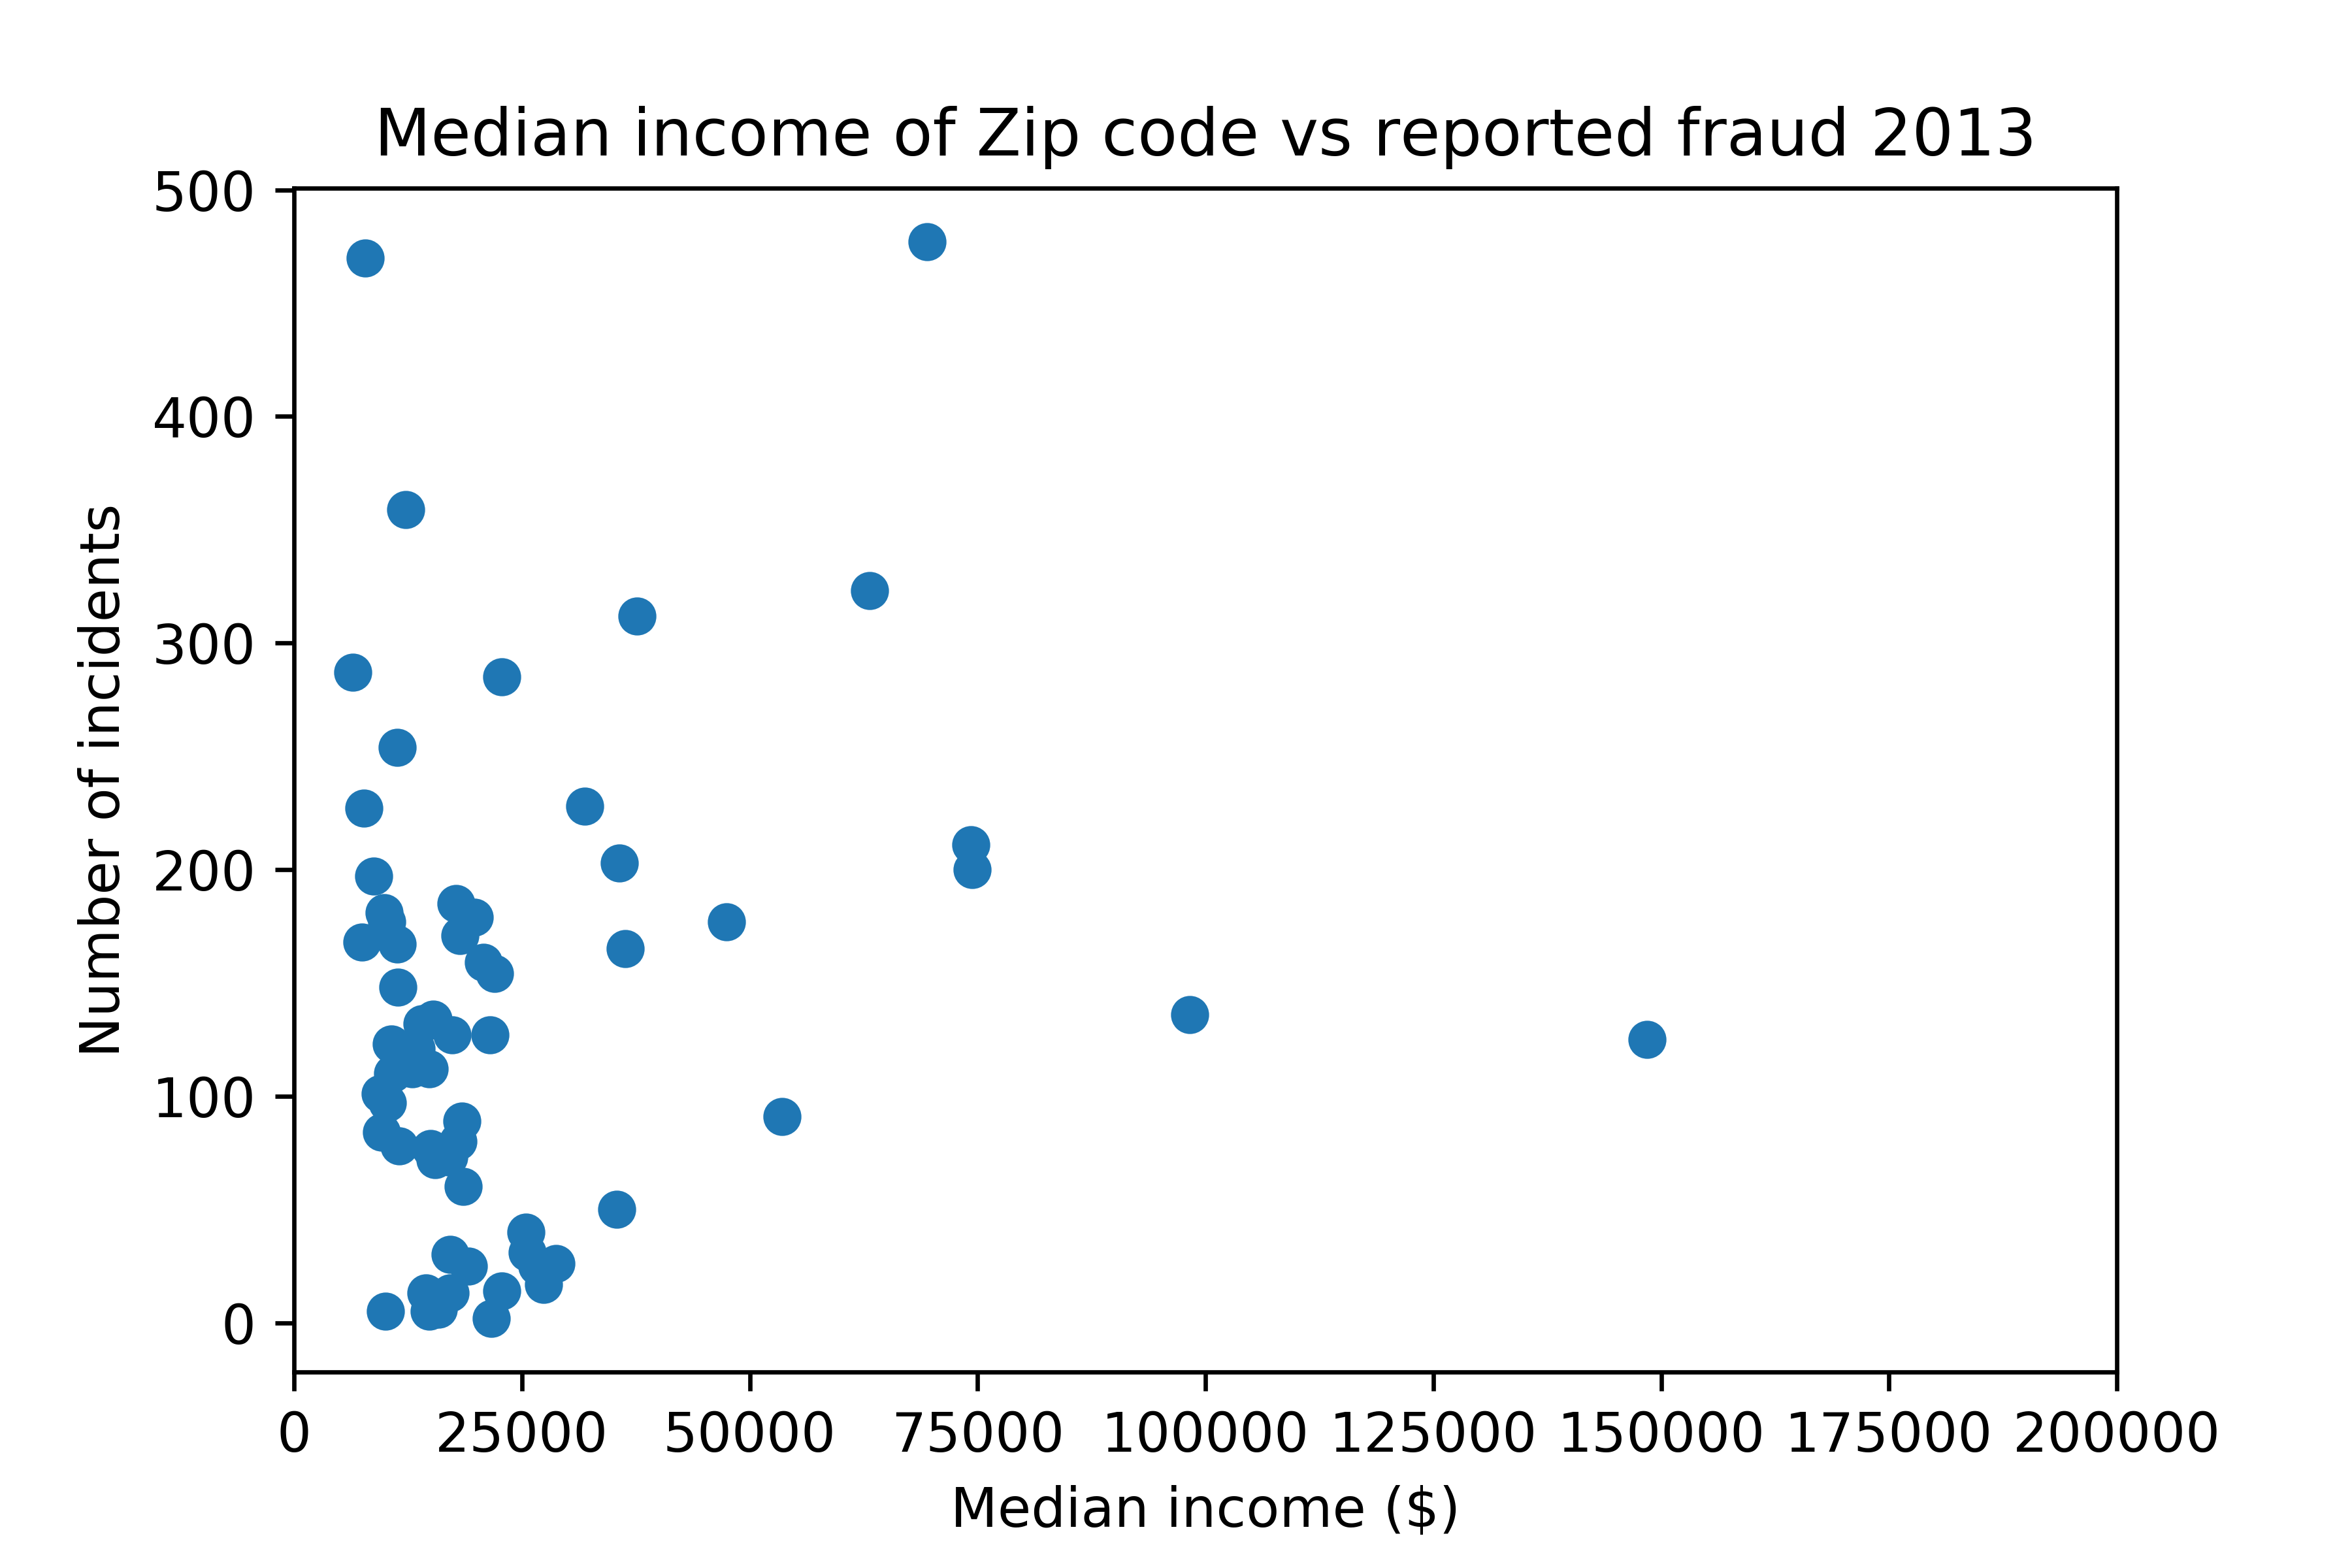 Median income of Zip code vs reported fraud 2013
500
400
300
200
100
0
Number of incidents
0 25000 50000 75000 100000 125000 150000 175000 200000
Median income ($)